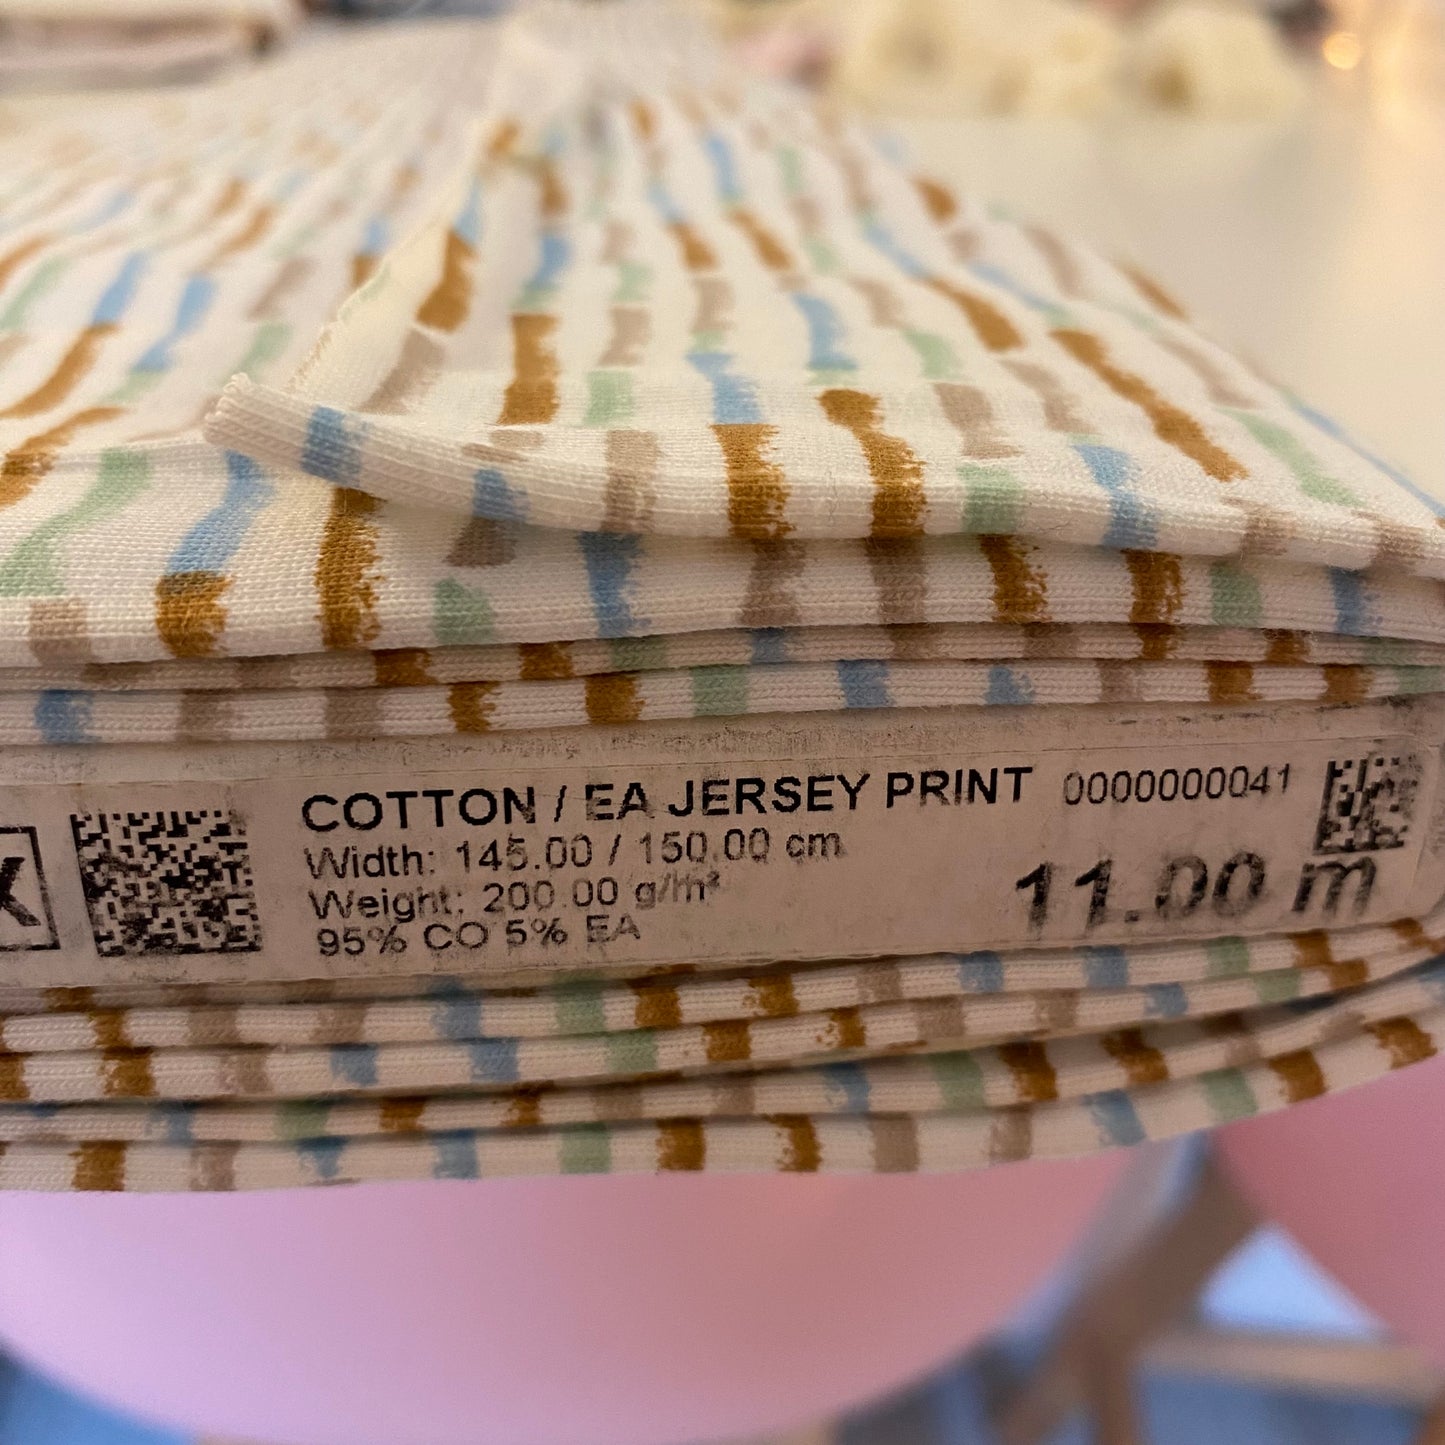 COTTON / EA JERSEY PRINT 0000000041
Width: 145.00 / 150.00 cm
Weight: 200.00 g/m²
95% CO 5% EA
11.00 m